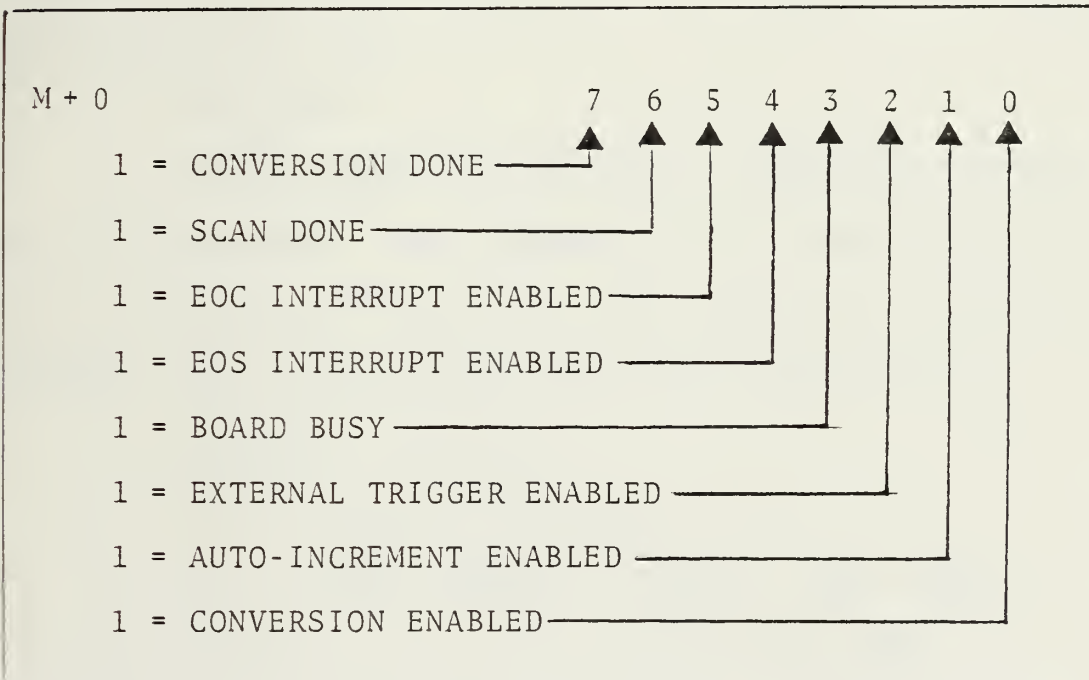 M + 0 7 6 5 4 3 2 1 0
1 = CONVERSION DONE
1 = SCAN DONE
1 = EOC INTERRUPT ENABLED
1 = EOS INTERRUPT ENABLED
1 = BOARD BUSY
1 = EXTERNAL TRIGGER ENABLED
1 = AUTO-INCREMENT ENABLED
1 = CONVERSION ENABLED